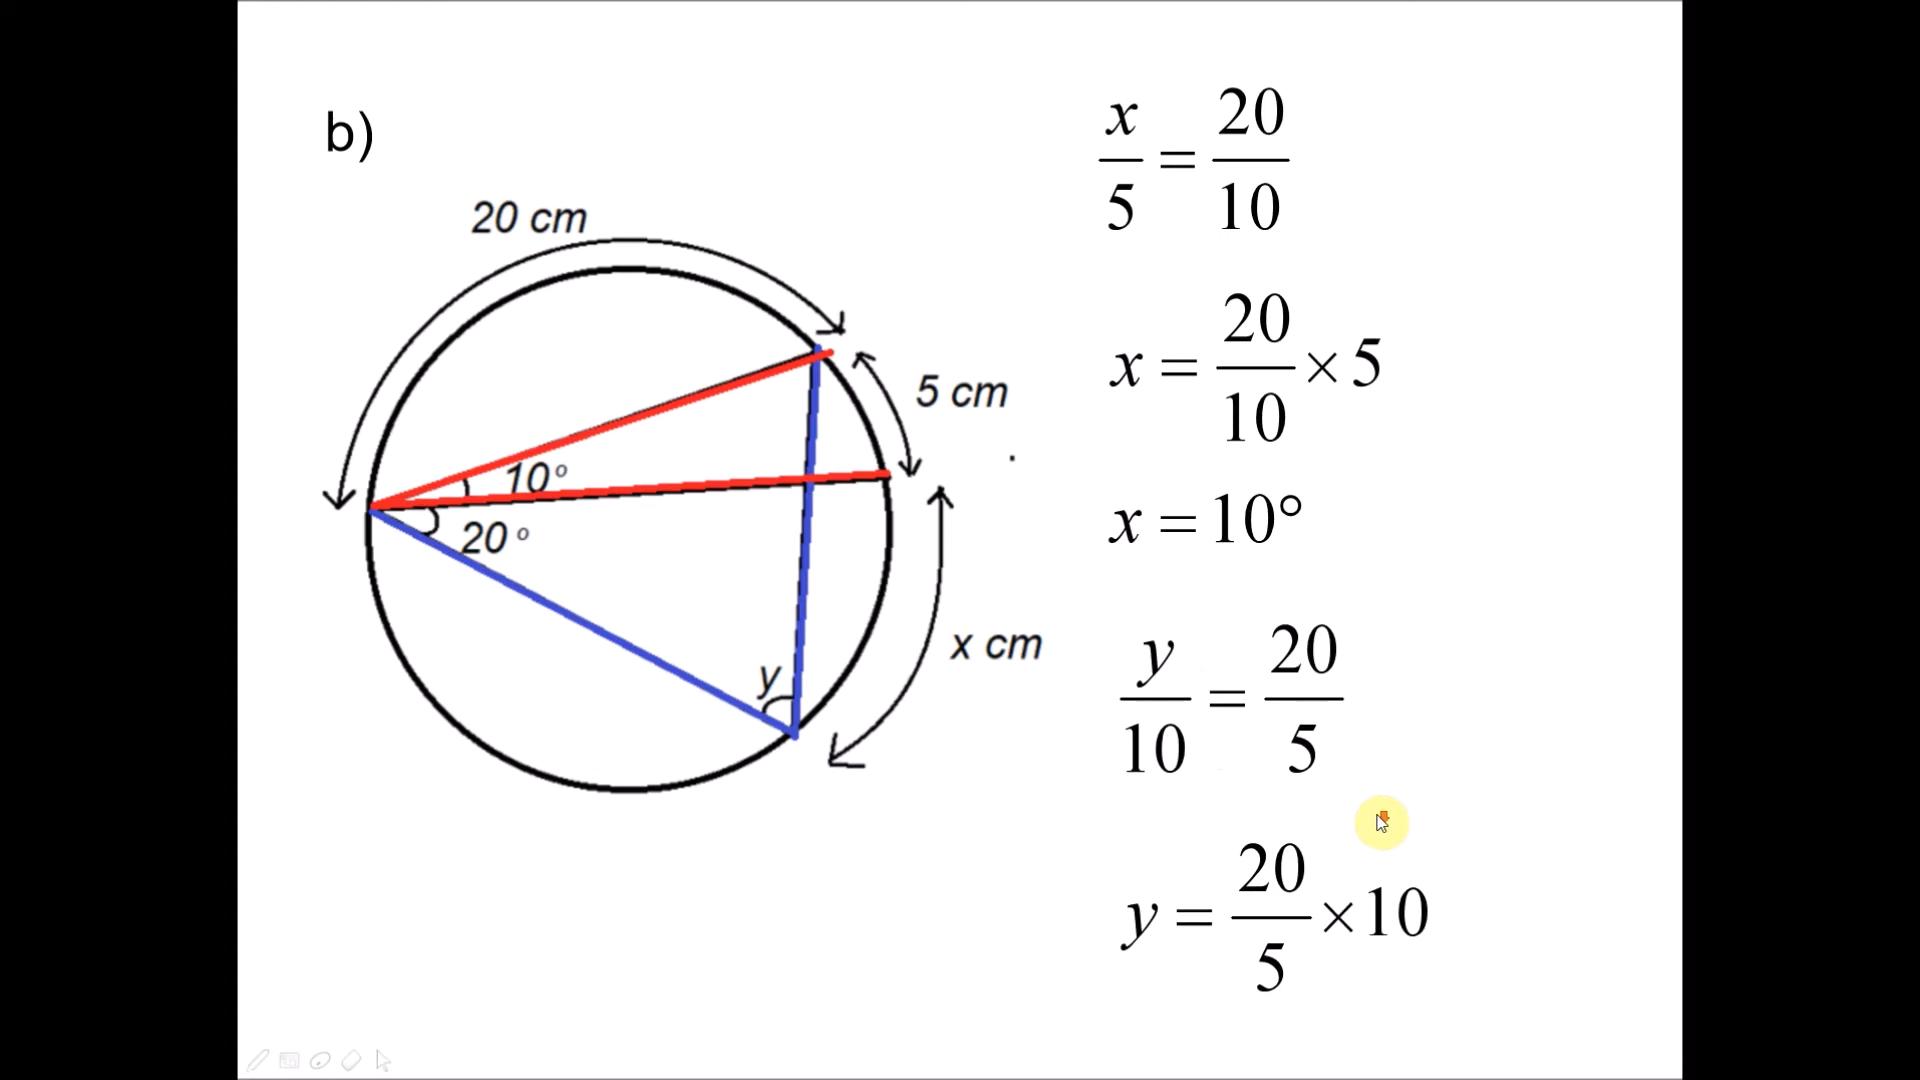 b)
20 cm
5 cm
10°
20°
x cm
y
x/5 = 20/10
x = 20/10 × 5
x = 10°
y/10 = 20/5
y = 20/5 × 10